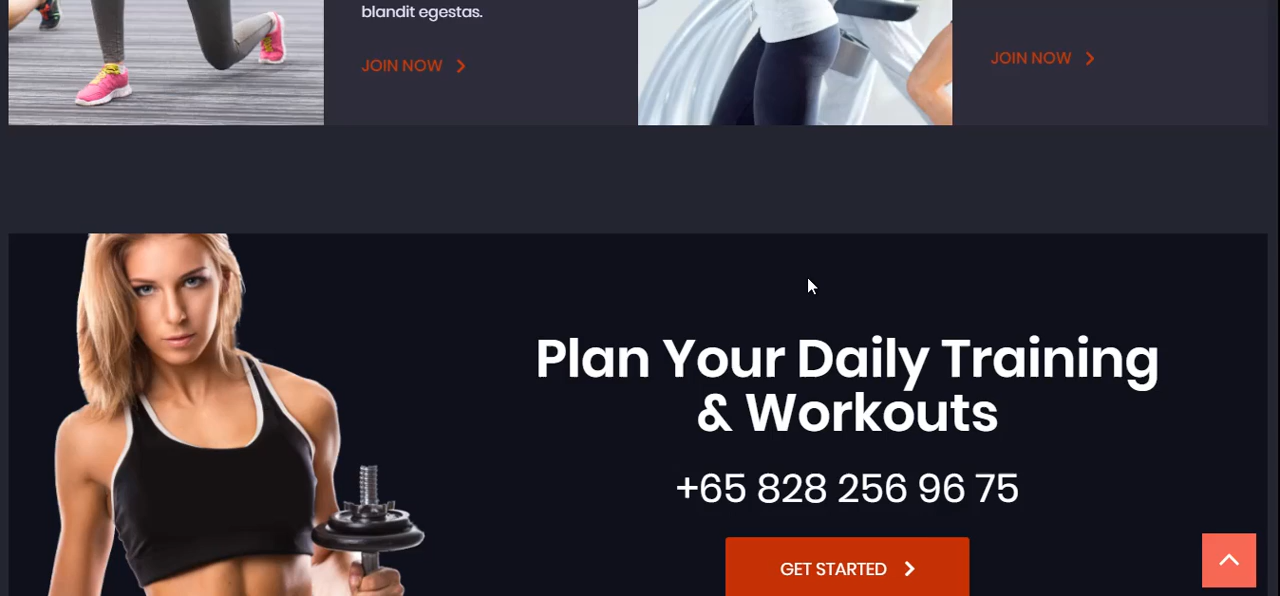 blandit egestas.
JOIN NOW
JOIN NOW
Plan Your Daily Training
& Workouts
+65 828 256 96 75
GET STARTED